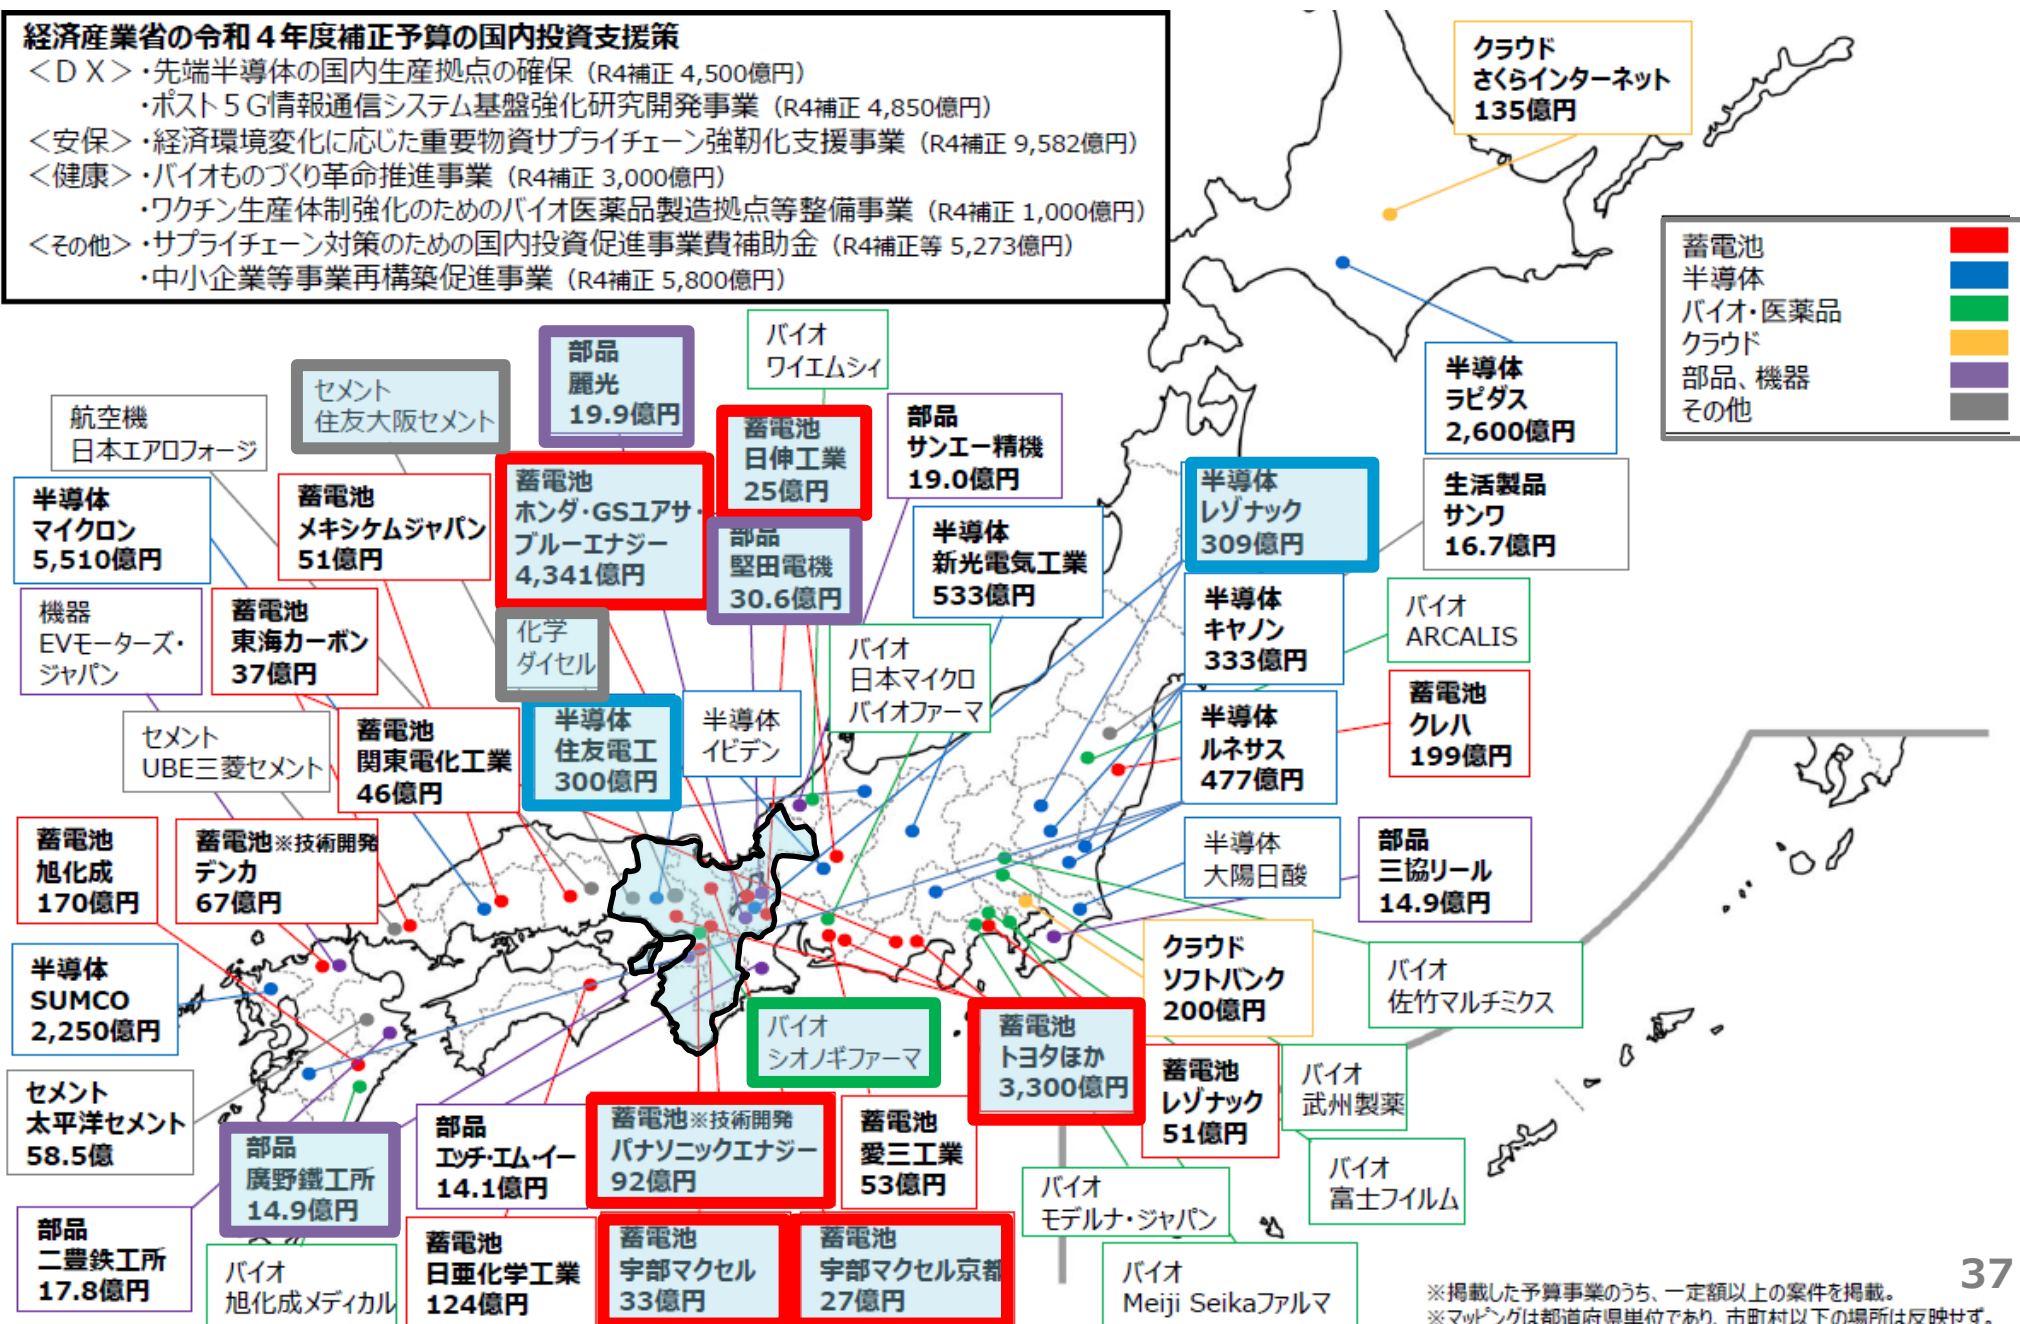 経済産業省の令和４年度補正予算の国内投資支援策
＜ＤＸ＞・先端半導体の国内生産拠点の確保（R4補正 4,500億円）
・ポスト５G情報通信システム基盤強化研究開発事業（R4補正 4,850億円）
＜安保＞・経済環境変化に応じた重要物資サプライチェーン強靭化支援事業（R4補正 9,582億円）
＜健康＞・バイオものづくり革命推進事業（R4補正 3,000億円）
・ワクチン生産体制強化のためのバイオ医薬品製造拠点等整備事業（R4補正 1,000億円）
＜その他＞・サプライチェーン対策のための国内投資促進事業費補助金（R4補正等 5,273億円）
・中小企業等事業再構築促進事業（R4補正 5,800億円）
クラウド
さくらインターネット
135億円
蓄電池
半導体
バイオ・医薬品
クラウド
部品、機器
その他
半導体
ラピダス
2,600億円
バイオ
ワイエムシィ
部品
麗光
19.9億円
セメント
住友大阪セメント
航空機
日本エアロフォージ
蓄電池
日伸工業
25億円
部品
サンエー精機
19.0億円
半導体
マイクロン
5,510億円
蓄電池
メキシケムジャパン
51億円
蓄電池
ホンダ・GSユアサ・
ブルーエナジー
4,341億円
部品
堅田電機
30.6億円
半導体
新光電気工業
533億円
半導体
レゾナック
309億円
生活製品
サンワ
16.7億円
機器
EVモーターズ・
ジャパン
蓄電池
東海カーボン
37億円
化学
ダイセル
バイオ
日本マイクロ
バイオファーマ
半導体
キヤノン
333億円
バイオ
ARCALIS
セメント
UBE三菱セメント
蓄電池
関東電化工業
46億円
半導体
住友電工
300億円
半導体
イビデン
半導体
ルネサス
477億円
蓄電池
クレハ
199億円
蓄電池
旭化成
170億円
蓄電池※技術開発
デンカ
67億円
半導体
大陽日酸
部品
三協リール
14.9億円
半導体
SUMCO
2,250億円
クラウド
ソフトバンク
200億円
バイオ
佐竹マルチミクス
バイオ
シオノギファーマ
蓄電池
トヨタほか
3,300億円
蓄電池
レゾナック
51億円
バイオ
武州製薬
セメント
太平洋セメント
58.5億
部品
廣野鐵工所
14.9億円
部品
エッチ・エム・イー
14.1億円
蓄電池※技術開発
パナソニックエナジー
92億円
蓄電池
愛三工業
53億円
バイオ
モデルナ・ジャパン
バイオ
富士フイルム
部品
二豊鉄工所
17.8億円
バイオ
旭化成メディカル
蓄電池
日亜化学工業
124億円
蓄電池
宇部マクセル
33億円
蓄電池
宇部マクセル京都
27億円
バイオ
Meiji Seikaファルマ
37
※掲載した予算事業のうち、一定額以上の案件を掲載。
※マッピングは都道府県単位であり、市町村以下の場所は反映せず。